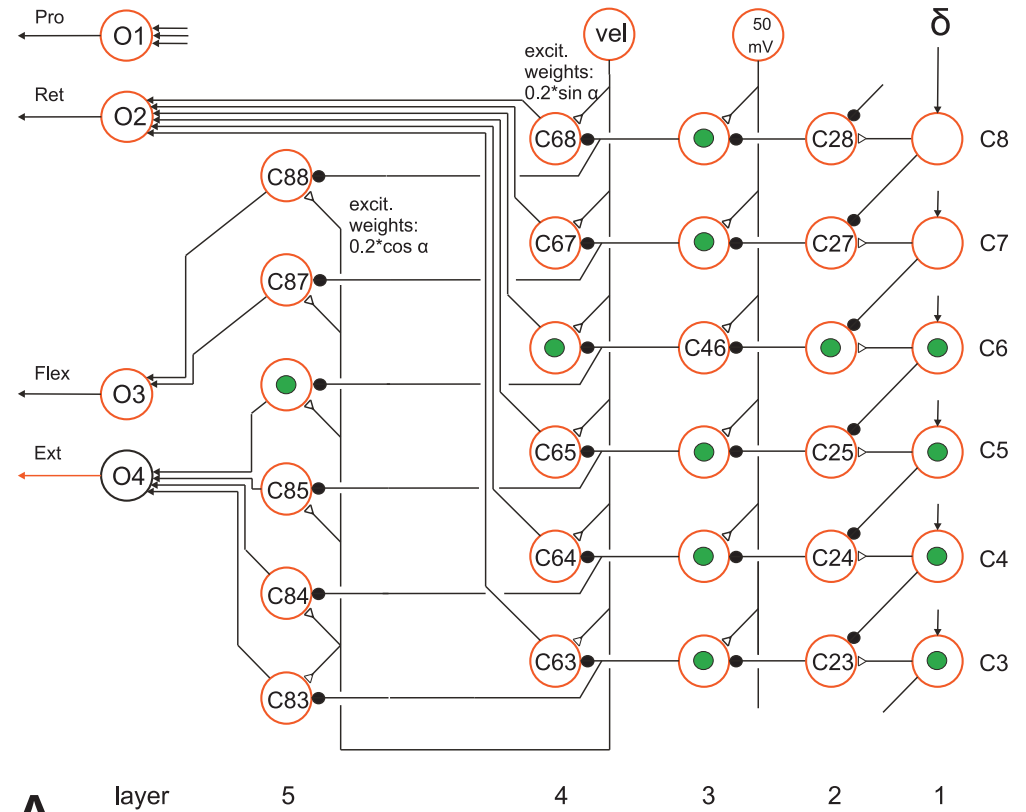 Pro
O1
vel
50
mV
δ
excit.
weights:
0.2*sin α
Ret
O2
C68
C28
C8
C88
excit.
weights:
0.2*cos α
C67
C27
C7
C87
C46
C6
Flex
O3
C65
C25
C5
Ext
O4
C85
C64
C24
C4
C84
C63
C23
C3
C83
A
layer
5
4
3
2
1